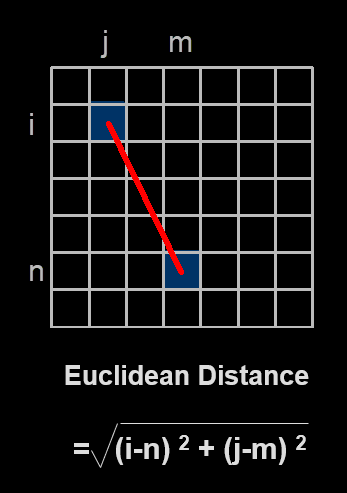 j m
i
n
Euclidean Distance
=√(i-n) ² + (j-m) ²